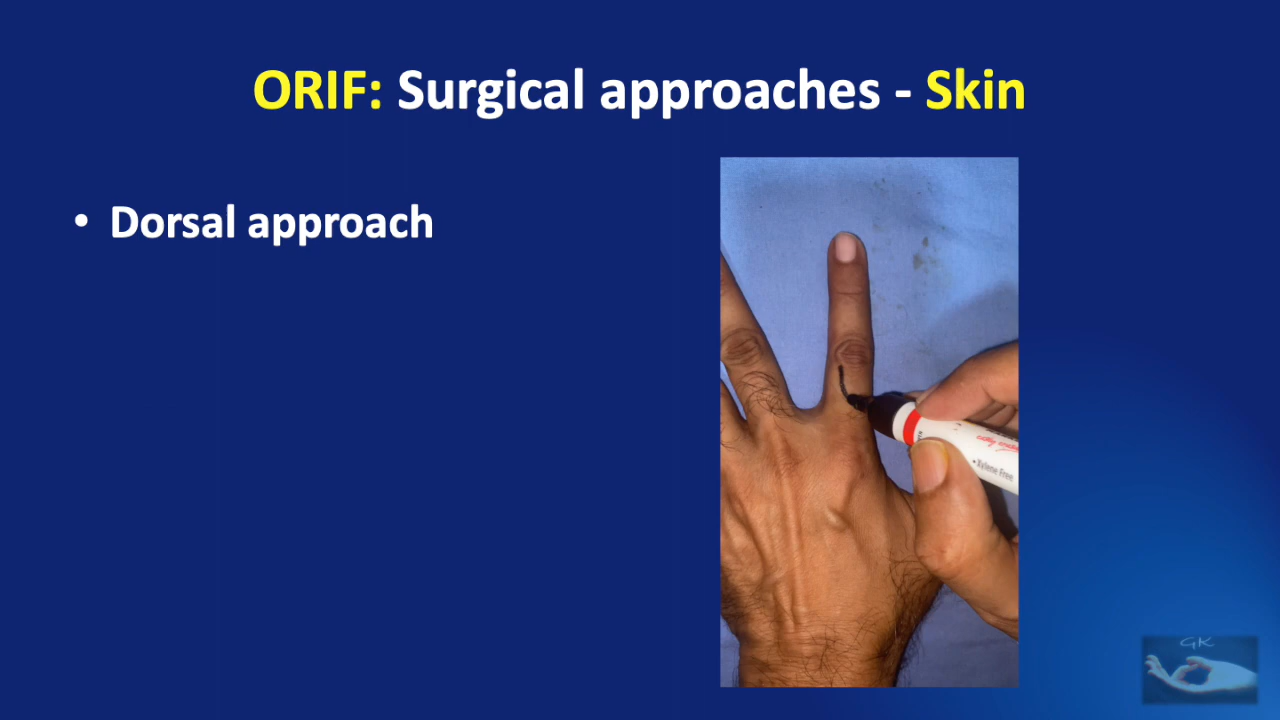 ORIF: Surgical approaches - Skin
• Dorsal approach
• Xylene Free
GK